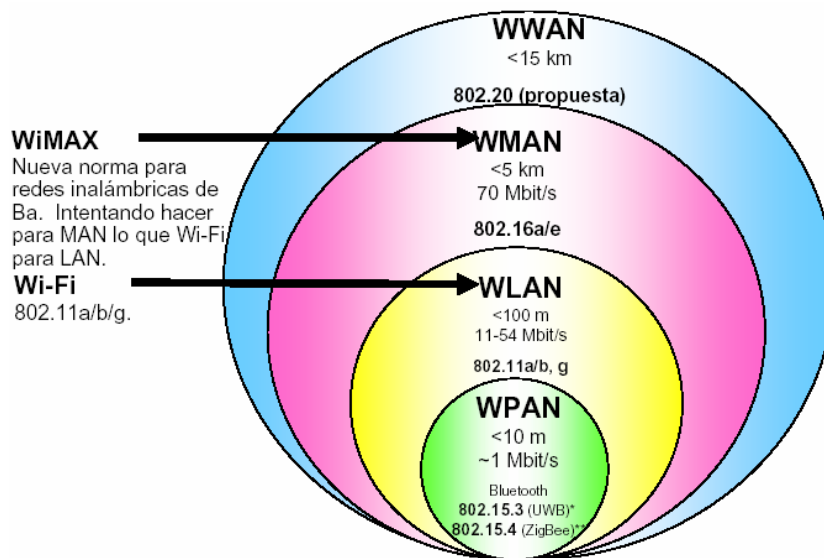 WWAN
<15 km
802.20 (propuesta)
WiMAX
Nueva norma para
redes inalámbricas de
Ba. Intentando hacer
para MAN lo que Wi-Fi
para LAN.
Wi-Fi
802.11a/b/g.
WMAN
<5 km
70 Mbit/s
802.16a/e
WLAN
<100 m
11-54 Mbit/s
802.11a/b, g
WPAN
<10 m
~1 Mbit/s
Bluetooth
802.15.3 (UWB)*
802.15.4 (ZigBee)**